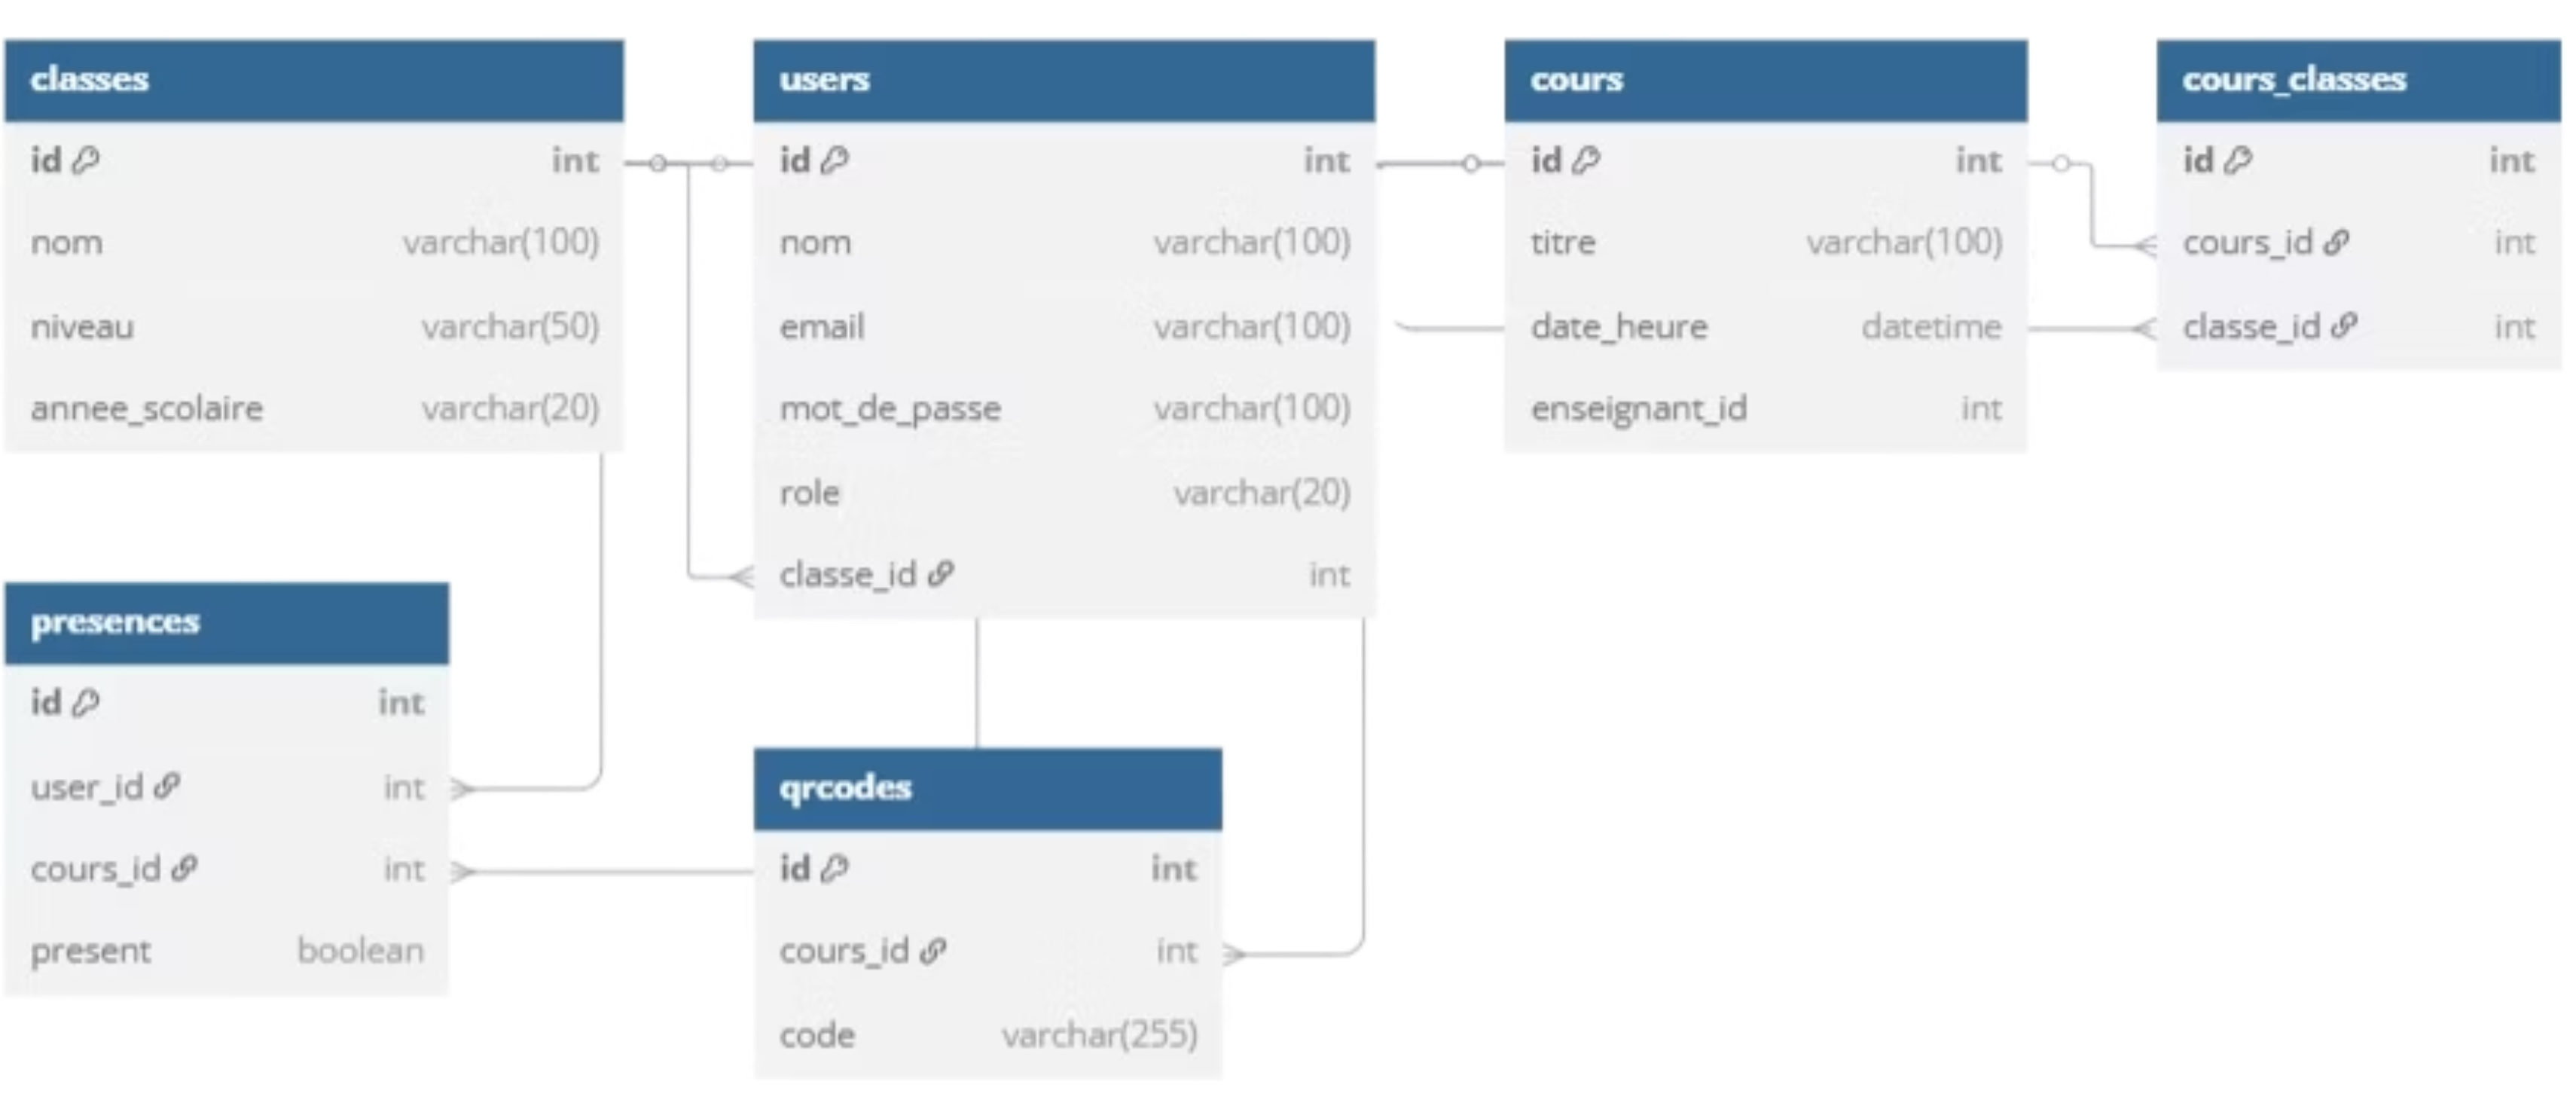 classes
id int
nom varchar(100)
niveau varchar(50)
annee_scolaire varchar(20)
users
id int
nom varchar(100)
email varchar(100)
mot_de_passe varchar(100)
role varchar(20)
classe_id int
cours
id int
titre varchar(100)
date_heure datetime
enseignant_id int
cours_classes
id int
cours_id int
classe_id int
presences
id int
user_id int
cours_id int
present boolean
qrcodes
id int
cours_id int
code varchar(255)